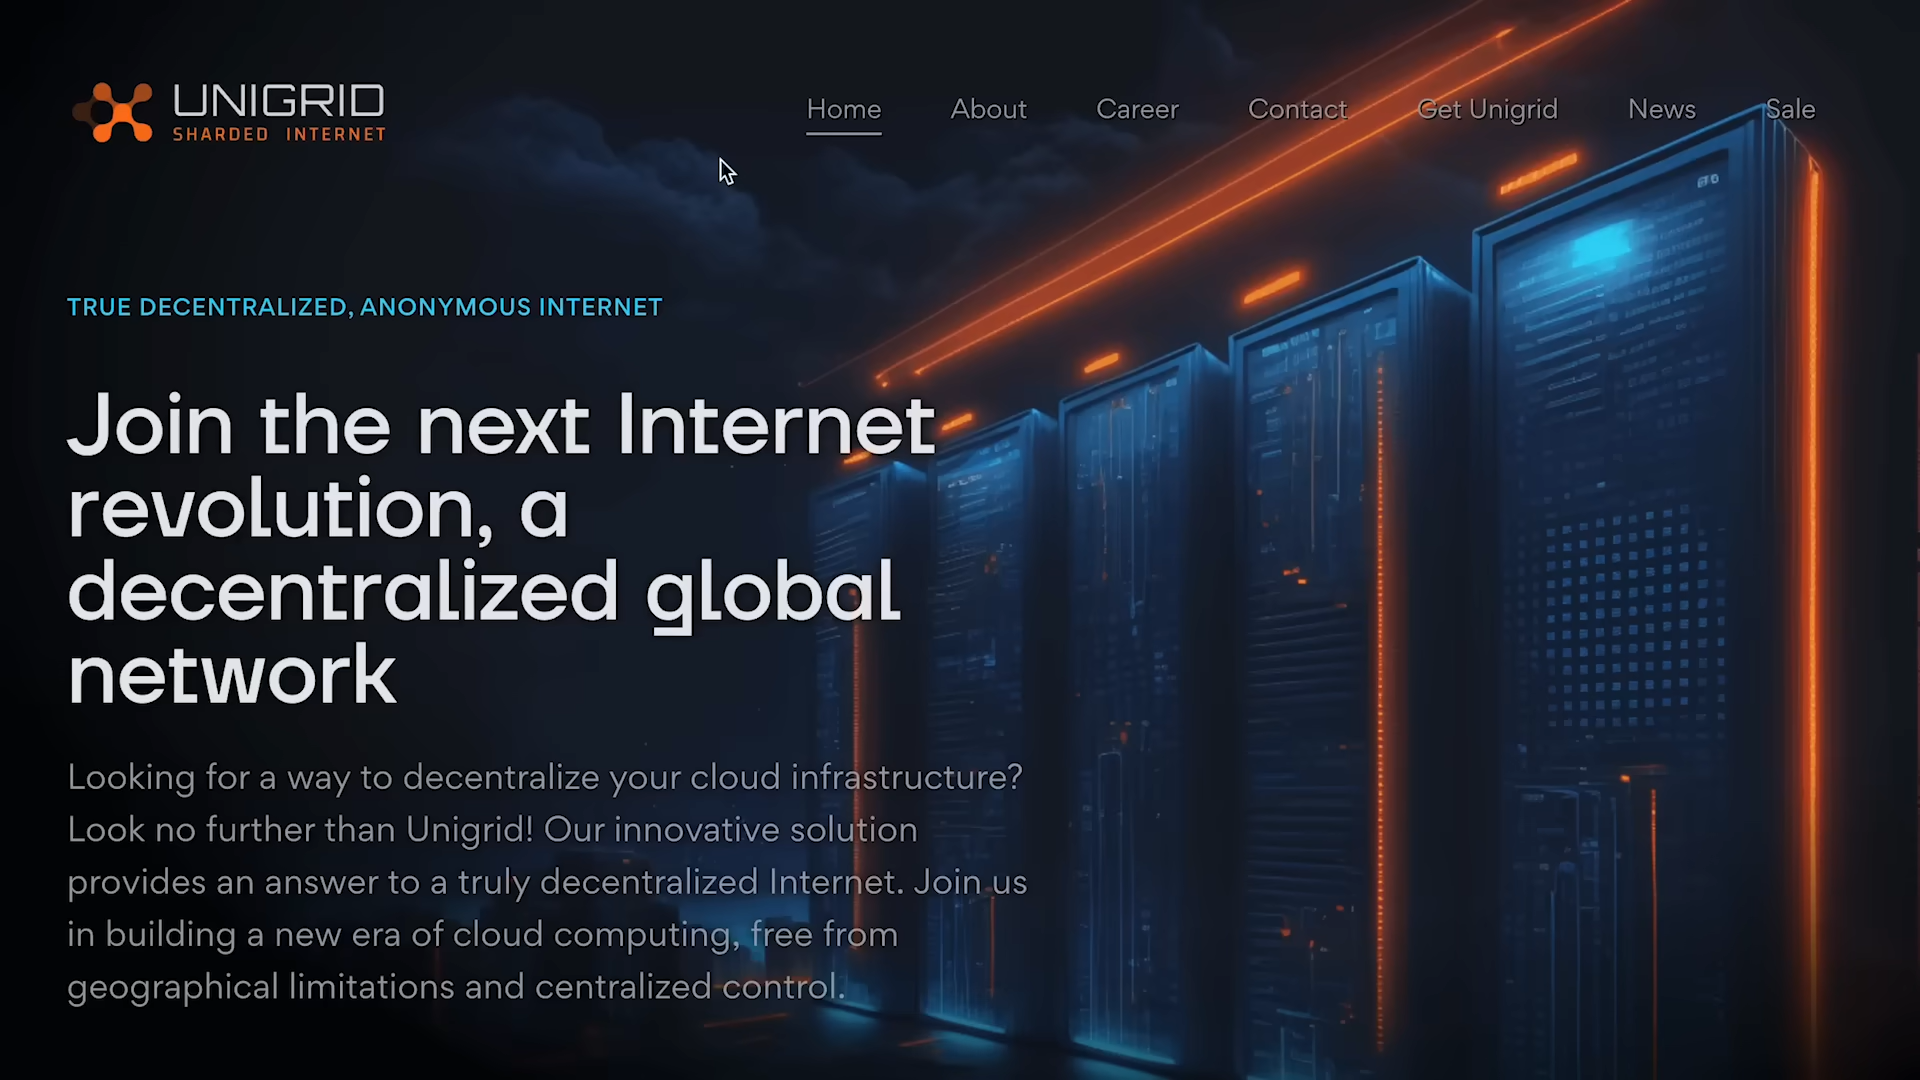 UNIGRID
SHARDED INTERNET
Home
About
Career
Contact
Get Unigrid
News
Sale
TRUE DECENTRALIZED, ANONYMOUS INTERNET
Join the next Internet
revolution, a
decentralized global
network
Looking for a way to decentralize your cloud infrastructure?
Look no further than Unigrid! Our innovative solution
provides an answer to a truly decentralized Internet. Join us
in building a new era of cloud computing, free from
geographical limitations and centralized control.